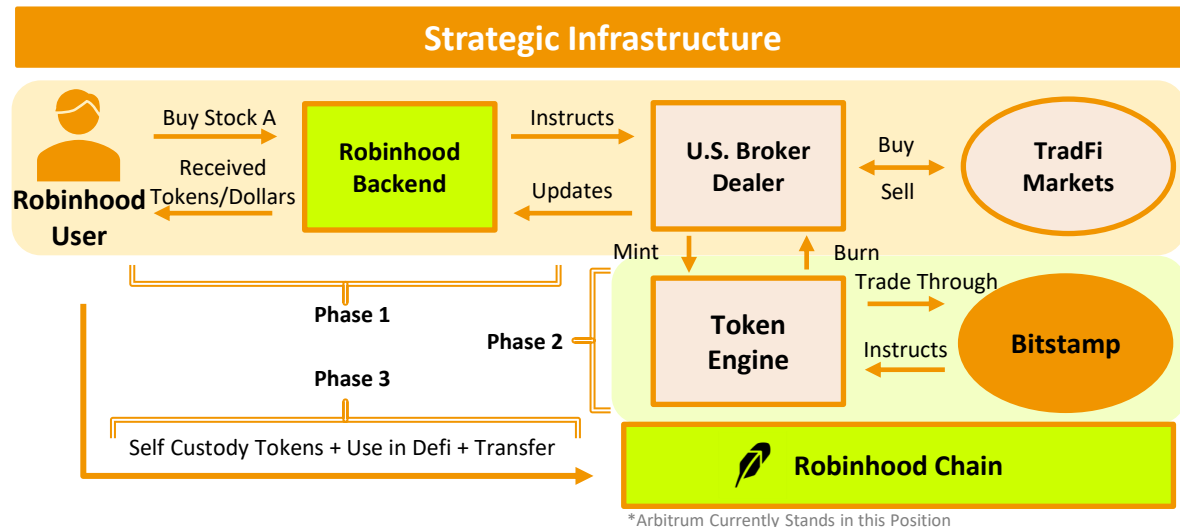 Strategic Infrastructure
Buy Stock A
Received
Tokens/Dollars
Robinhood
User
Robinhood
Backend
Instructs
Updates
U.S. Broker
Dealer
Buy
Sell
TradFi
Markets
Mint
Burn
Phase 1
Phase 2
Token
Engine
Trade Through
Instructs
Bitstamp
Phase 3
Self Custody Tokens + Use in Defi + Transfer
Robinhood Chain
*Arbitrum Currently Stands in this Position